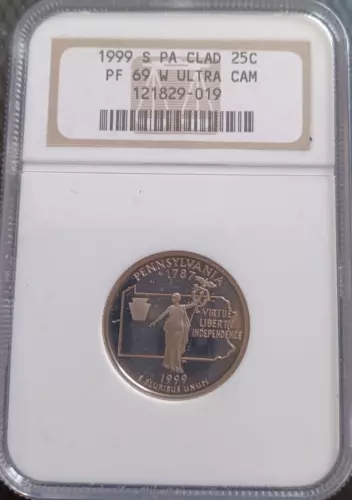 1999 S PA CLAD 25C
PF 69 W ULTRA CAM
121829-019
PENNSYLVANIA
1787
VIRTUE
LIBERTY
INDEPENDENCE
1999
E PLURIBUS UNUM